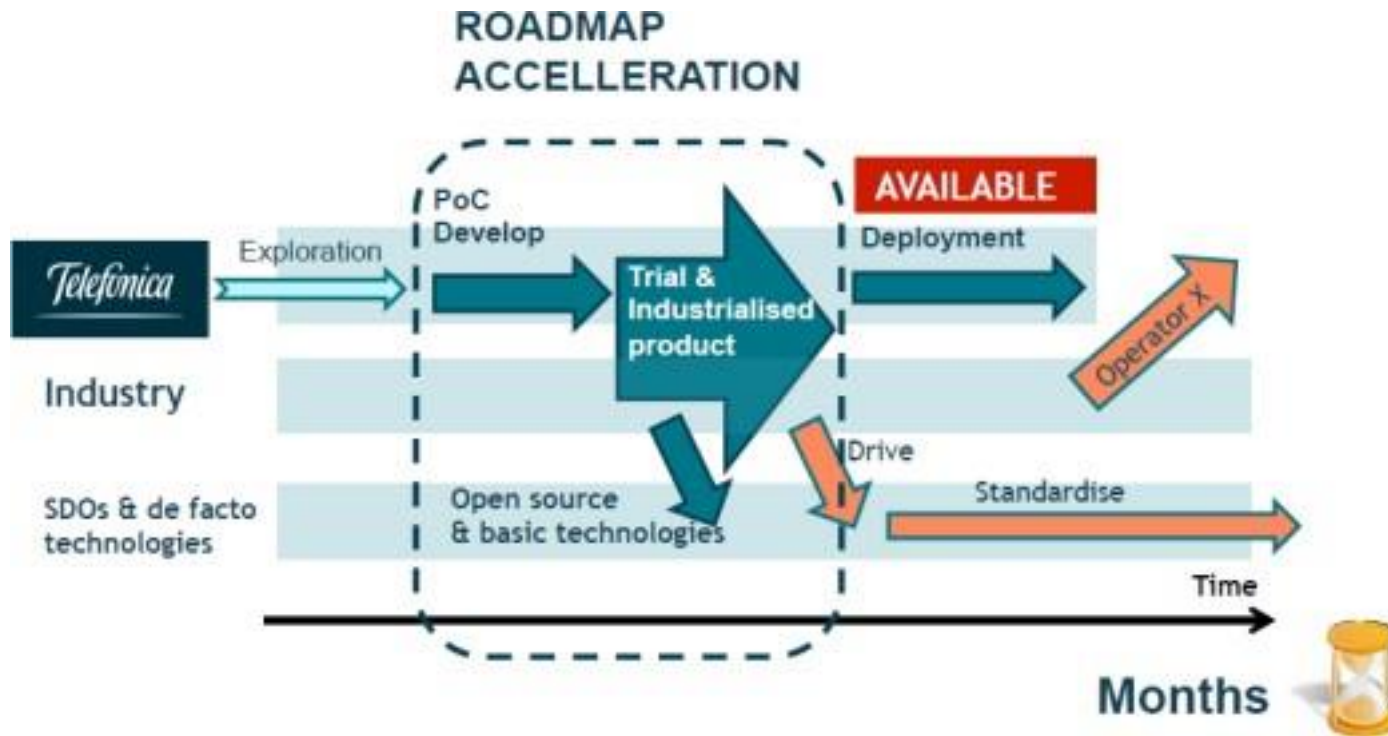 ROADMAP
ACCELLERATION
AVAILABLE
PoC
Develop
Deployment
Exploration
Telefónica
Trial &
Industrialised
product
Operator X
Industry
Drive
SDOs & de facto
technologies
Open source
& basic technologies
Standardise
Time
Months